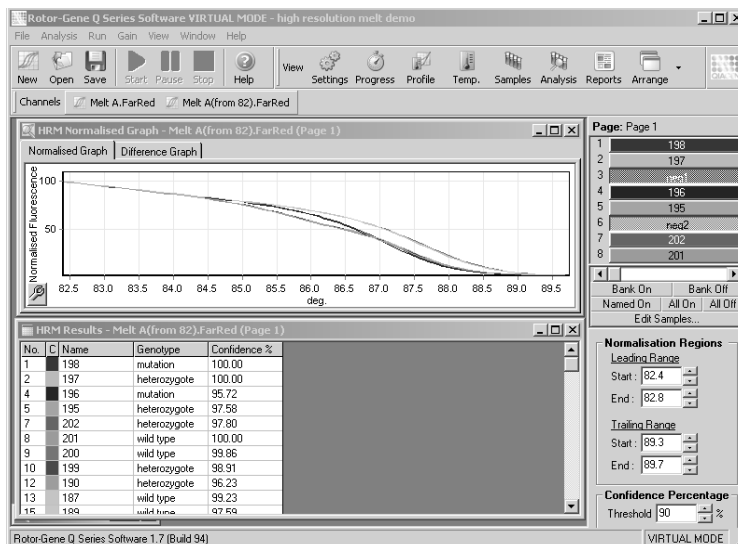 Rotor-Gene Q Series Software VIRTUAL MODE - high resolution melt demo
File Analysis Run Gain View Window Help
New Open Save Start Pause Stop Help View Settings Progress Profile Temp. Samples Analysis Reports Arrange
Channels Melt A.FarRed Melt A(from 82).FarRed
HRM Normalised Graph - Melt A(from 82).FarRed (Page 1)
Normalised Graph Difference Graph
Normalised Fluorescence
100
50
82.5 83.0 83.5 84.0 84.5 85.0 85.5 86.0 86.5 87.0 87.5 88.0 88.5 89.0 89.5
deg.
HRM Results - Melt A(from 82).FarRed (Page 1)
No. C Name Genotype Confidence %
1 198 mutation 100.00
2 197 heterozygote 100.00
4 196 mutation 95.72
5 195 heterozygote 97.58
7 202 heterozygote 97.80
8 201 wild type 100.00
9 200 wild type 99.86
10 199 heterozygote 98.91
12 190 heterozygote 96.23
13 187 wild type 99.23
15 189 wild type 97.59
Page: Page 1
1 198
2 197
3 neg1
4 196
5 195
6 neg2
7 202
8 201
Bank On Bank Off
Named On All On All Off
Edit Samples...
Normalisation Regions
Leading Range
Start: 82.4
End: 82.8
Trailing Range
Start: 89.3
End: 89.7
Confidence Percentage
Threshold 90 %
Rotor-Gene Q Series Software 1.7 (Build 94) VIRTUAL MODE